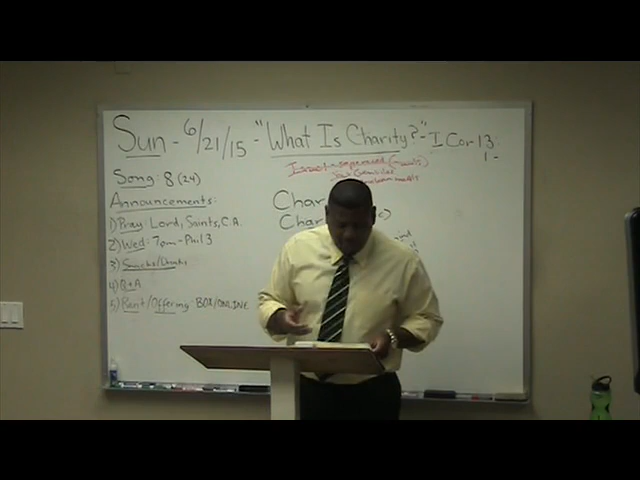 Sun - 6/21/15 - "What Is Charity?" - I Cor 13:
1 -
Song: 8 (24)
Announcements:
1) Pray: Lord, Saints, C.A.
2) Wed: 7pm - Phil 3
3) Snacks/Drinks
4) Q+A
5) Rent/Offering: BOX/ONLINE
Char
Char